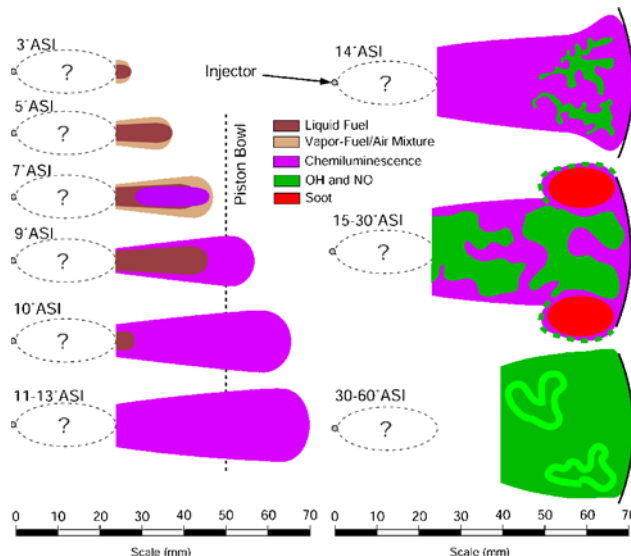 3°ASI
?
5°ASI
?
7°ASI
?
9°ASI
?
10°ASI
?
11-13°ASI
?
Piston Bowl
0 10 20 30 40 50 60 70
Scale (mm)
14°ASI
Injector
?
Liquid Fuel
Vapor-Fuel/Air Mixture
Chemiluminescence
OH and NO
Soot
15-30°ASI
?
30-60°ASI
?
0 10 20 30 40 50 60 70
Scale (mm)